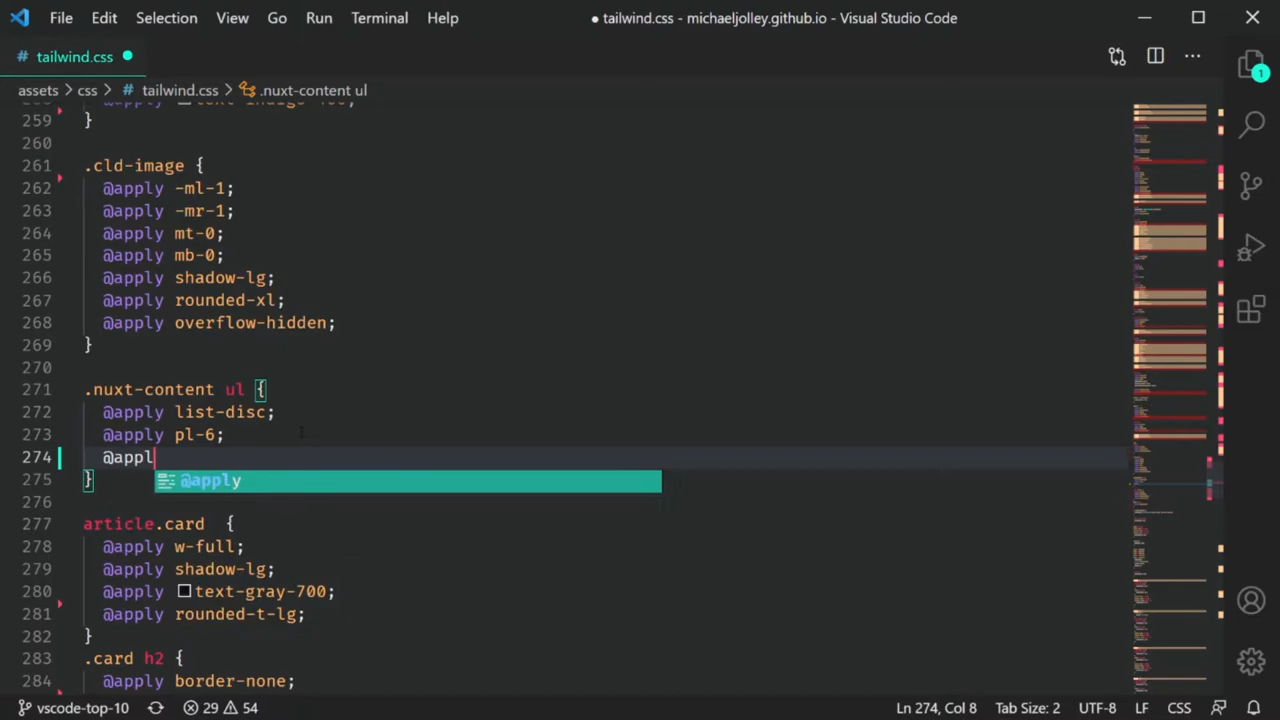 File Edit Selection View Go Run Terminal Help ● tailwind.css - michaeljolley.github.io - Visual Studio Code
# tailwind.css ●
assets > css > # tailwind.css > .nuxt-content ul
1
259 }
260
261 .cld-image {
262 @apply -ml-1;
263 @apply -mr-1;
264 @apply mt-0;
265 @apply mb-0;
266 @apply shadow-lg;
267 @apply rounded-xl;
268 @apply overflow-hidden;
269 }
270
271 .nuxt-content ul {
272 @apply list-disc;
273 @apply pl-6;
274 @appl
@apply
275 }
276
277 article.card {
278 @apply w-full;
279 @apply shadow-lg;
280 @apply text-gray-700;
281 @apply rounded-t-lg;
282 }
283 .card h2 {
284 @apply border-none;
vscode-top-10 29 54 Ln 274, Col 8 Tab Size: 2 UTF-8 LF CSS